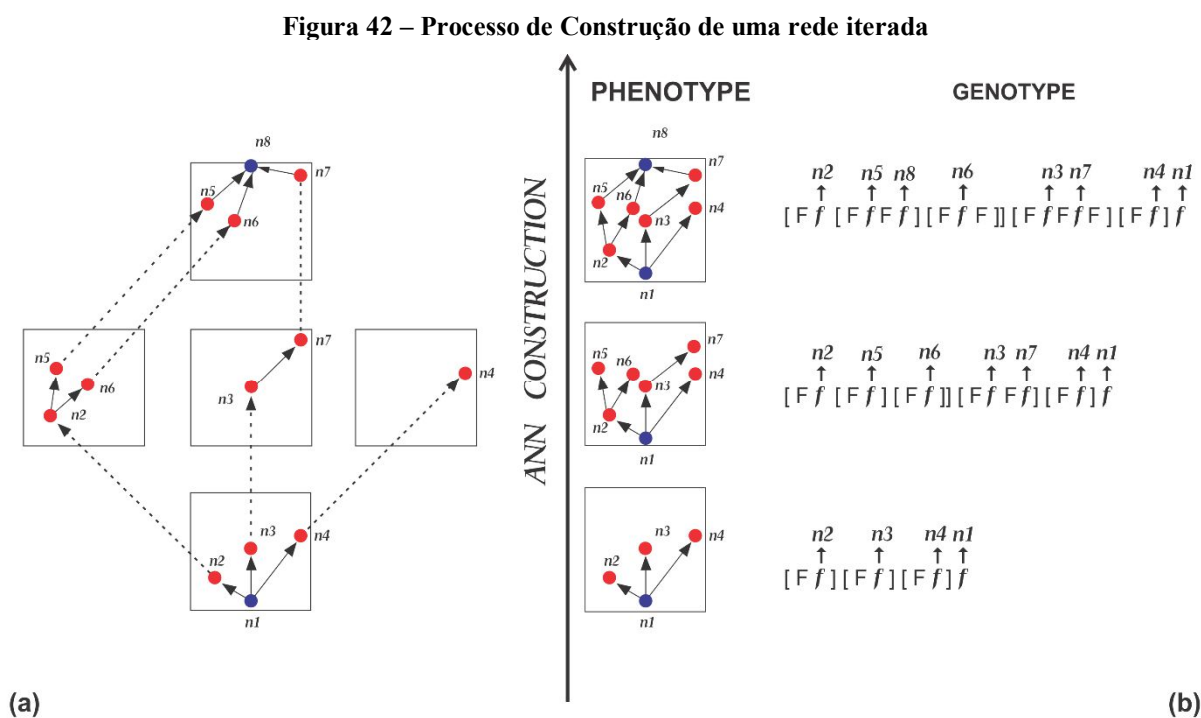 Figura 42 – Processo de Construção de uma rede iterada
n8
n7
n5
n6
n5
n6
n2
n7
n3
n4
n3
n4
n2
n1
ANN CONSTRUCTION
PHENOTYPE
GENOTYPE
n8
n7
n5
n6
n4
n3
n2
n1
n2 n5 n8 n6 n3 n7 n4 n1
[ F f [ F f F f ] [ F f F ]] [ F f F f F ] [ F f ] f
n7
n5
n6
n4
n3
n2
n1
n2 n5 n6 n3 n7 n4 n1
[ F f [ F f ] [ F f ]] [ F f F f ] [ F f ] f
n3
n4
n2
n1
n2 n3 n4 n1
[ F f ] [ F f ] [ F f ] f
(a)
(b)